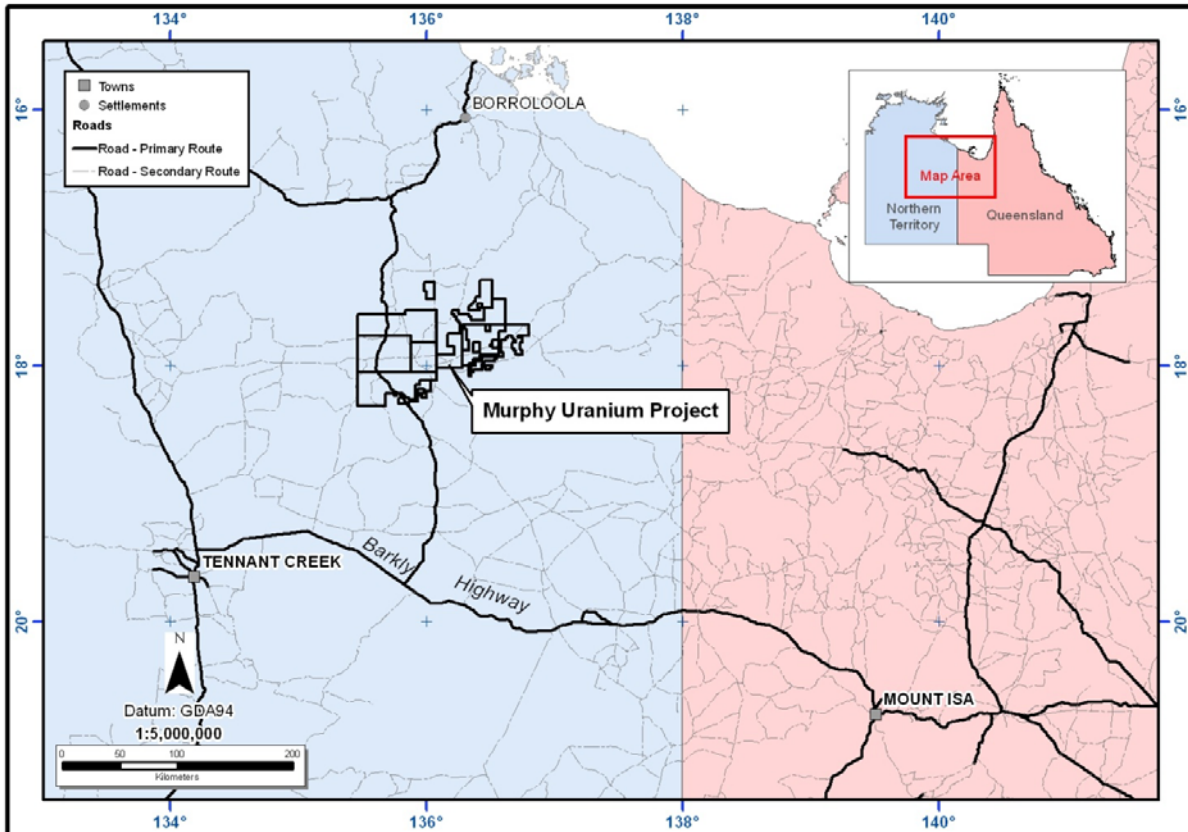 134°
136°
138°
140°
Towns
Settlements
Roads
Road - Primary Route
Road - Secondary Route
BORROLOOLA
16°
16°
Map Area
Northern
Territory
Queensland
18°
18°
Murphy Uranium Project
TENNANT CREEK
Barkly
Highway
20°
20°
N
Datum: GDA94
1:5,000,000
0 50 100 200
Kilometers
MOUNT ISA
134°
136°
138°
140°